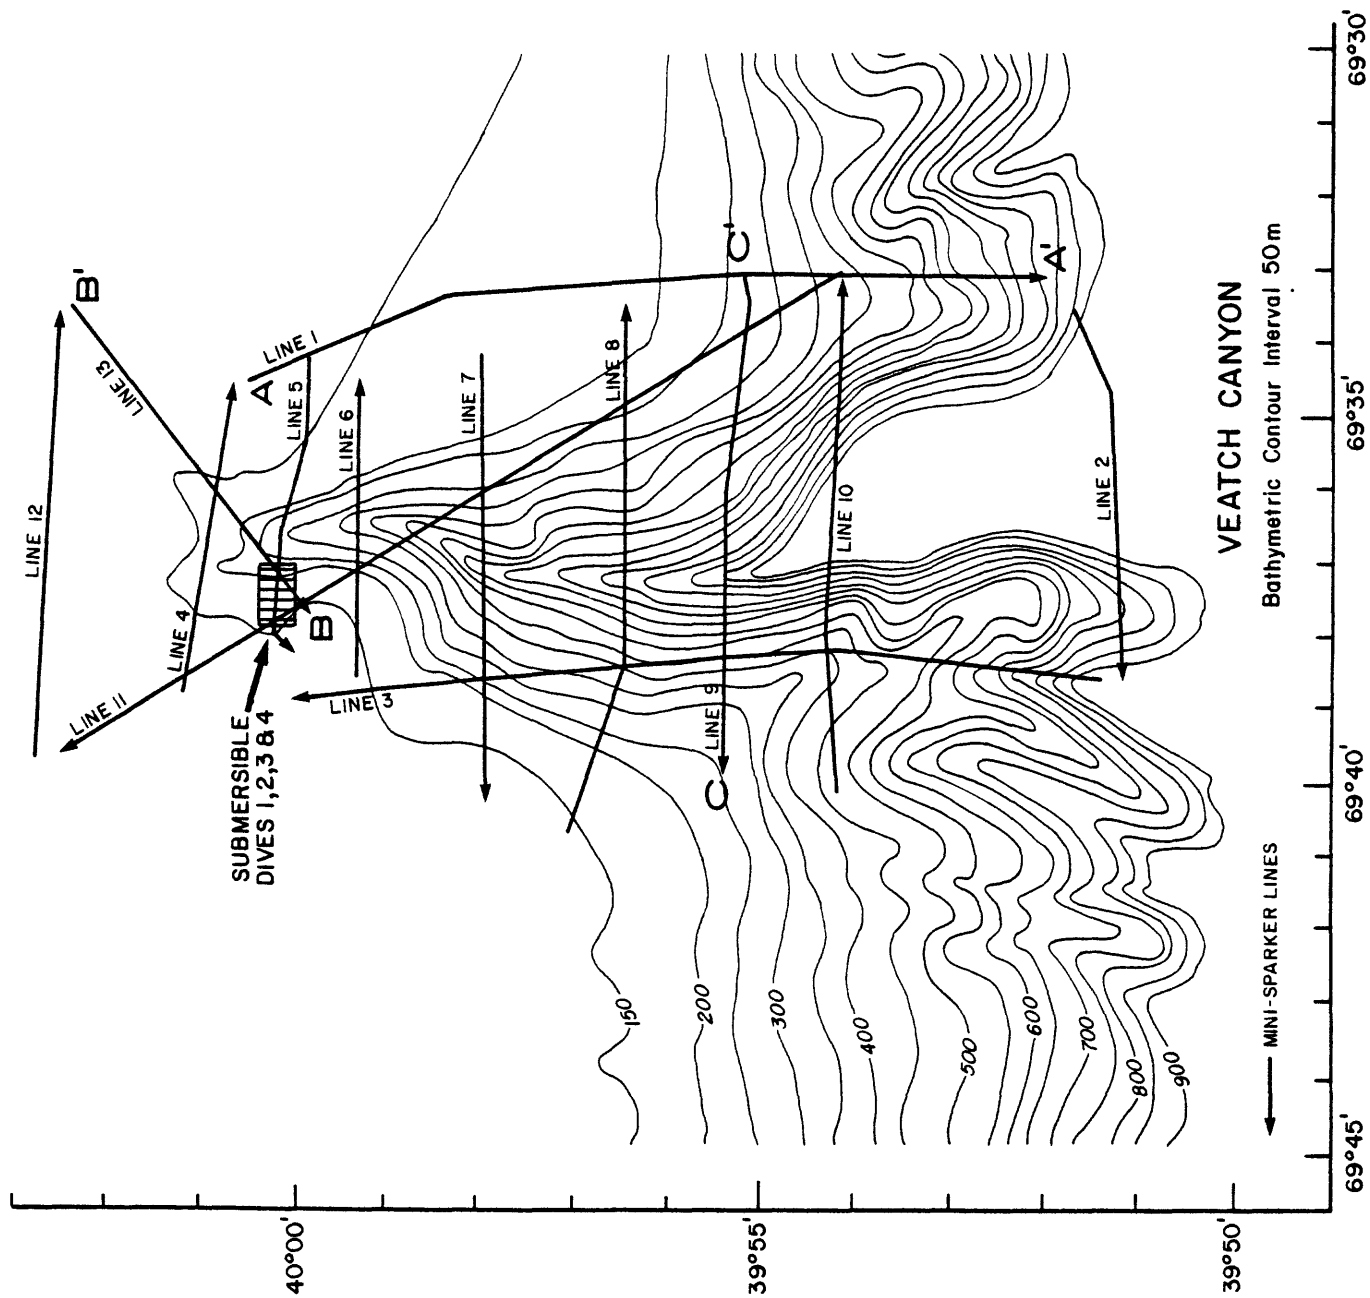 LINE 12
B'
LINE 13
LINE 4
A
LINE 1
LINE 5
LINE 11
B
LINE 6
LINE 3
SUBMERSIBLE
DIVES 1, 2, 3 & 4
LINE 7
LINE 8
C'
LINE 9
C
LINE 10
A'
LINE 2
150
200
300
400
500
600
700
800
900
VEATCH CANYON
Bathymetric Contour Interval 50m
MINI-SPARKER LINES
40°00'
39°55'
39°50'
69°45'
69°40'
69°35'
69°30'